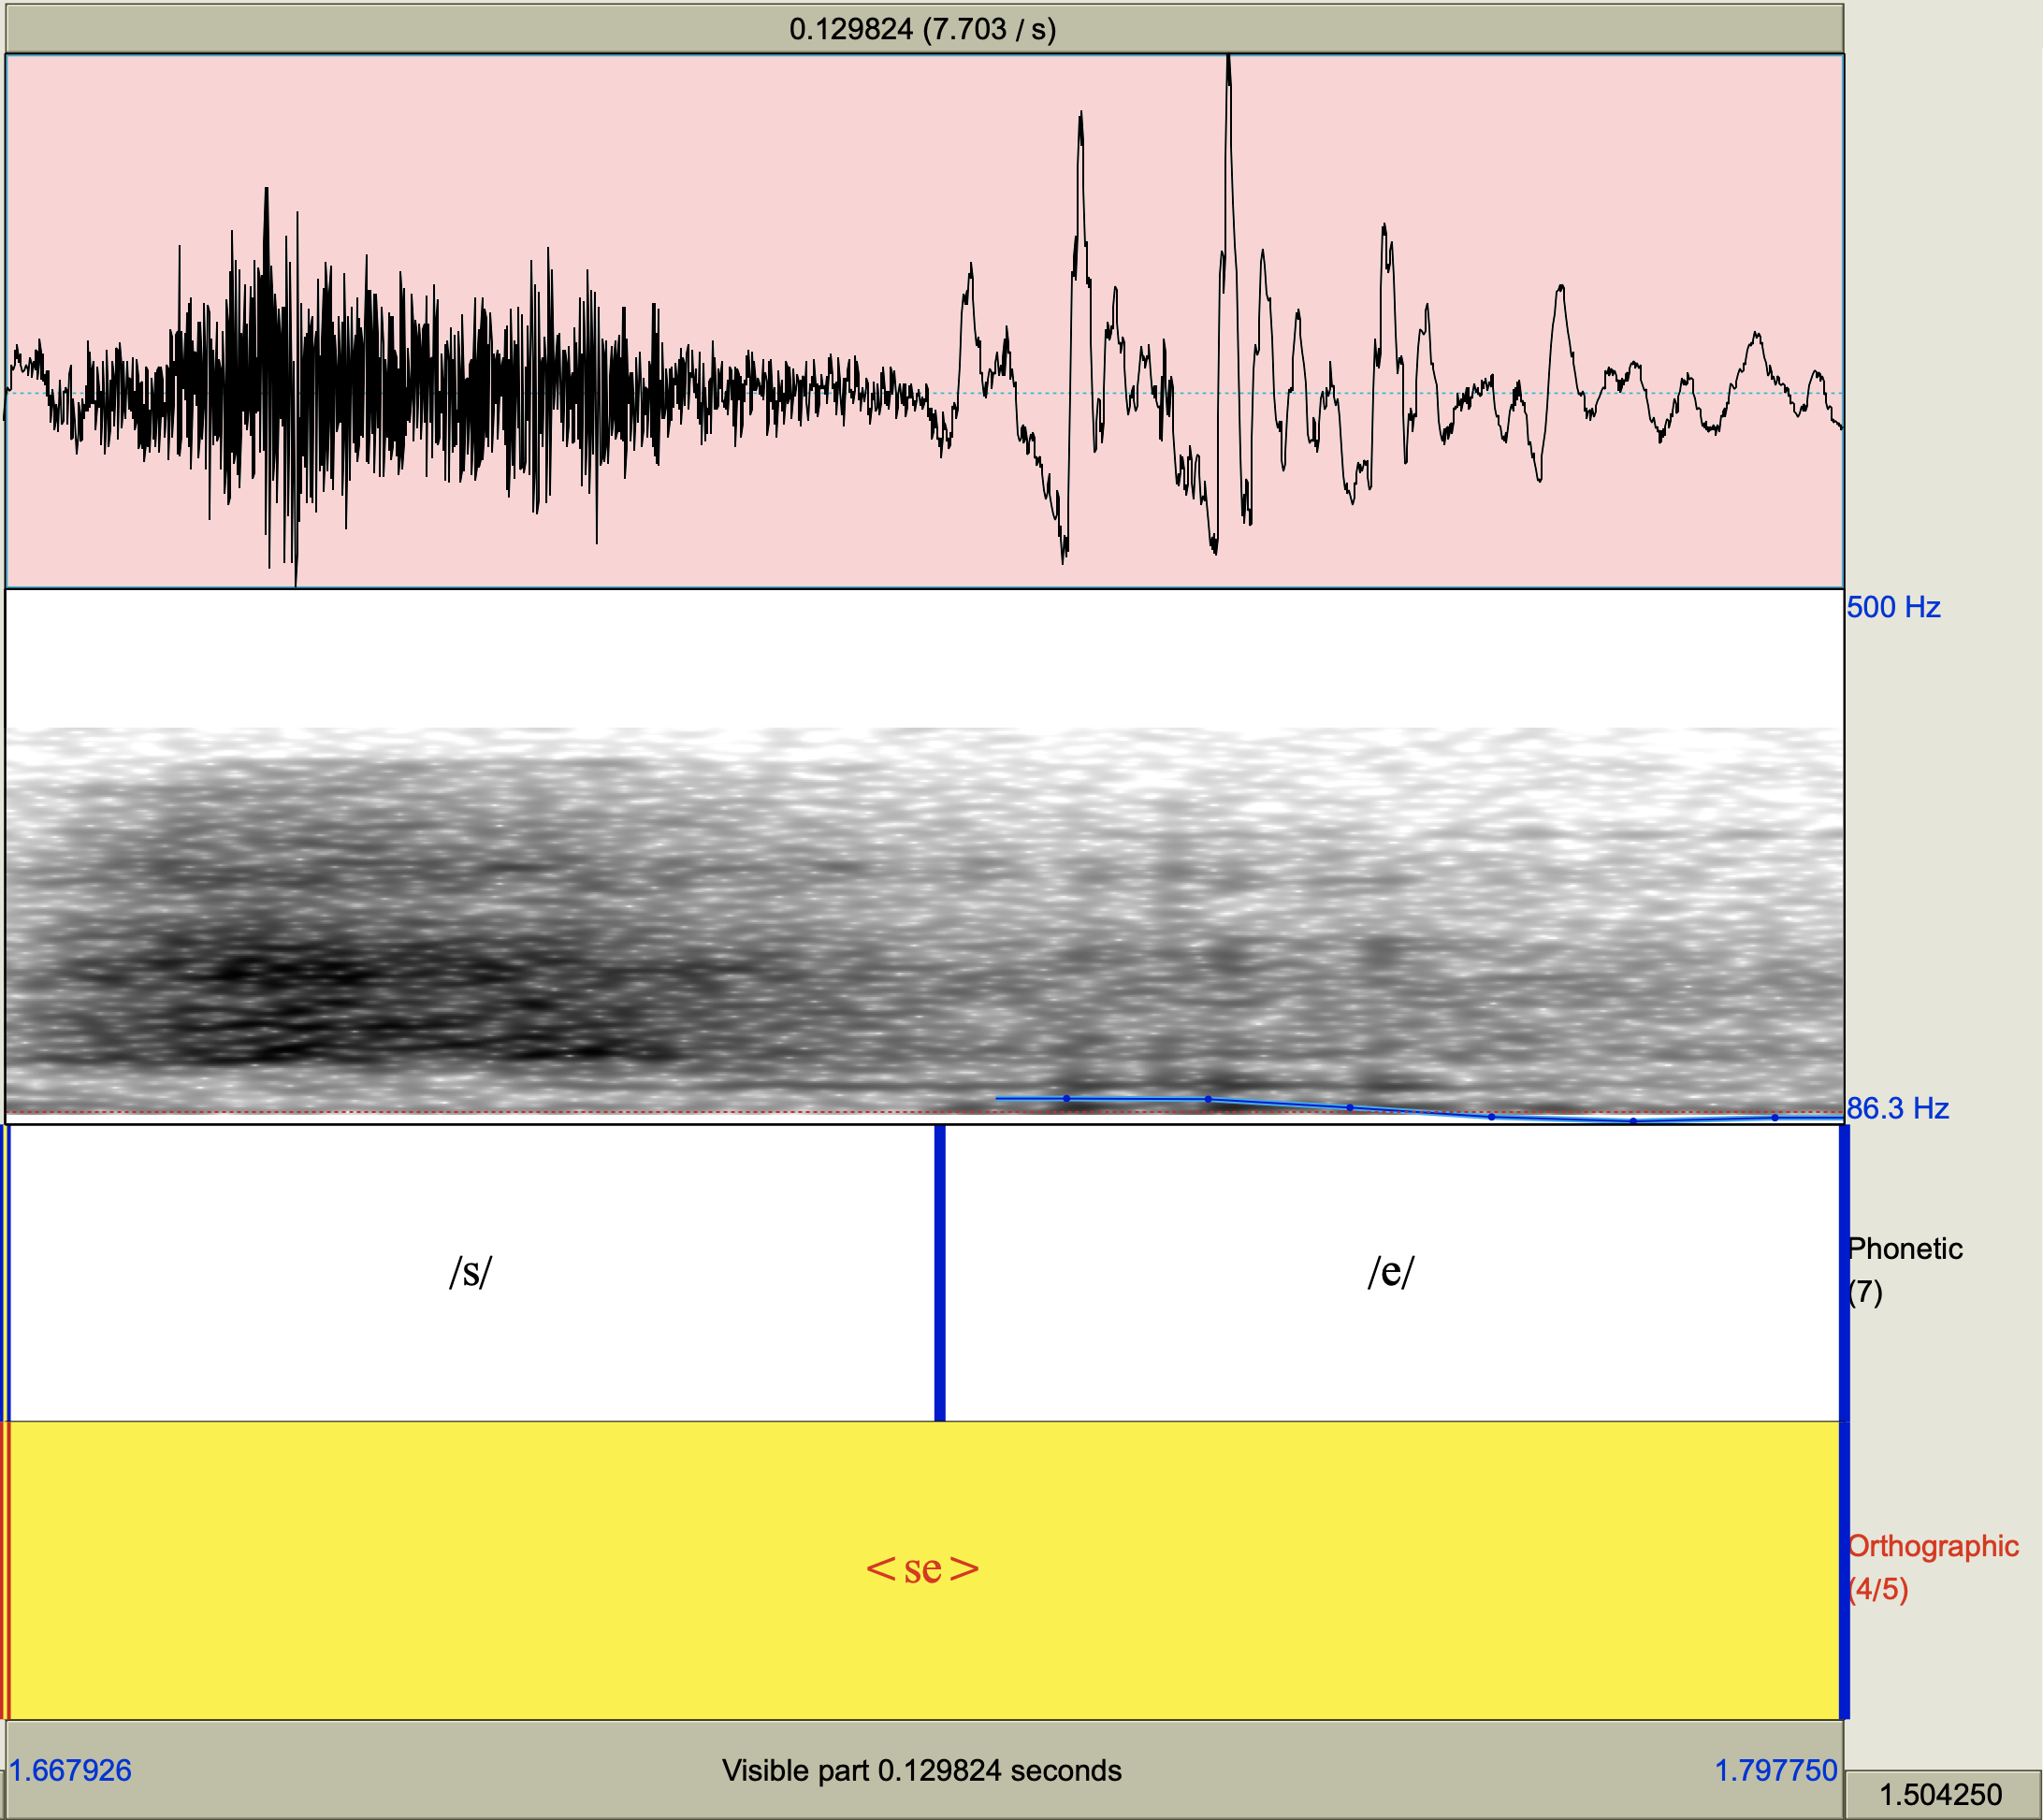 0.129824 (7.703 / s)
500 Hz
86.3 Hz
/s/ /e/
Phonetic
(7)
<se>
Orthographic
(4/5)
1.667926 Visible part 0.129824 seconds 1.797750
1.504250